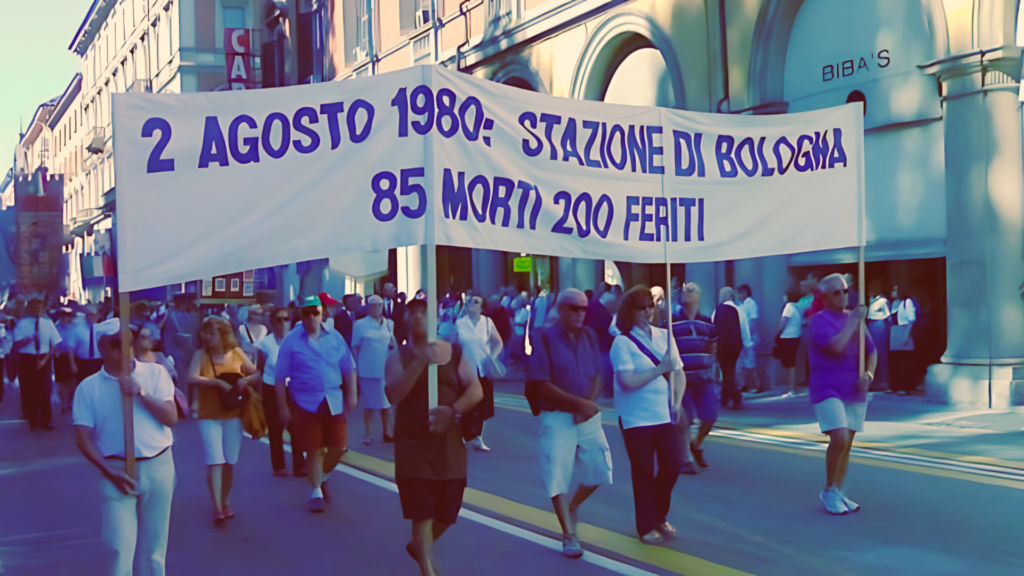 2 AGOSTO 1980: STAZIONE DI BOLOGNA
85 MORTI 200 FERITI
BIBA'S